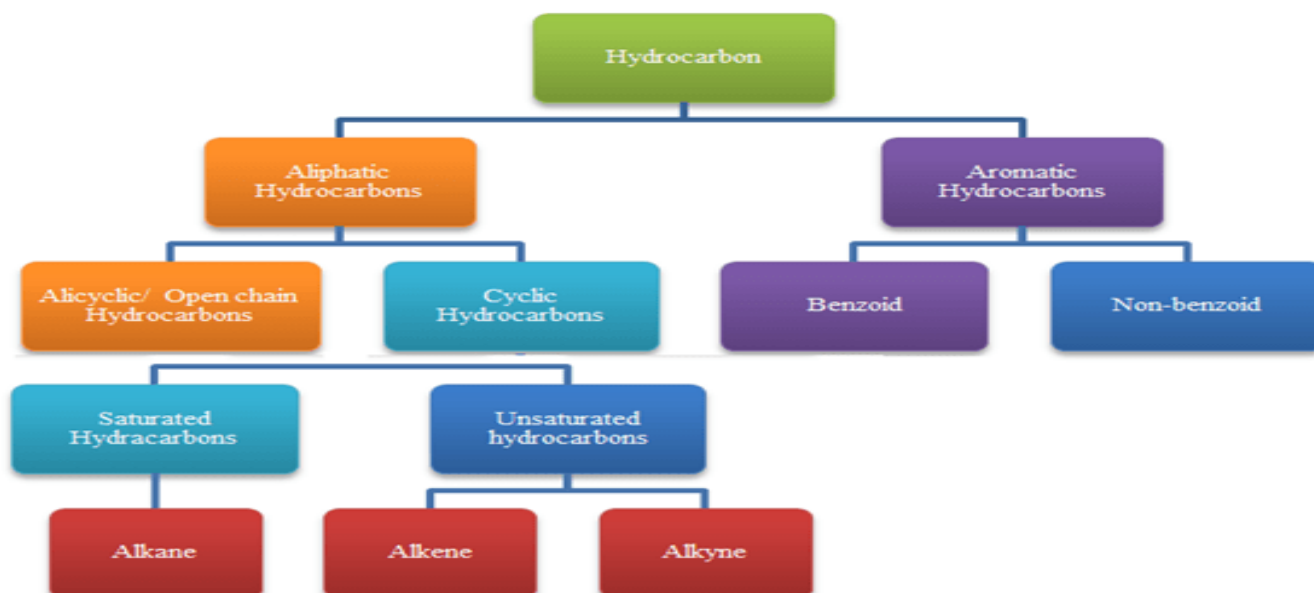 Hydrocarbon
Aliphatic
Hydrocarbons
Aromatic
Hydrocarbons
Alicyclic/ Open chain
Hydrocarbons
Cyclic
Hydrocarbons
Benzoid
Non-benzoid
Saturated
Hydracarbons
Unsaturated
hydrocarbons
Alkane
Alkene
Alkyne